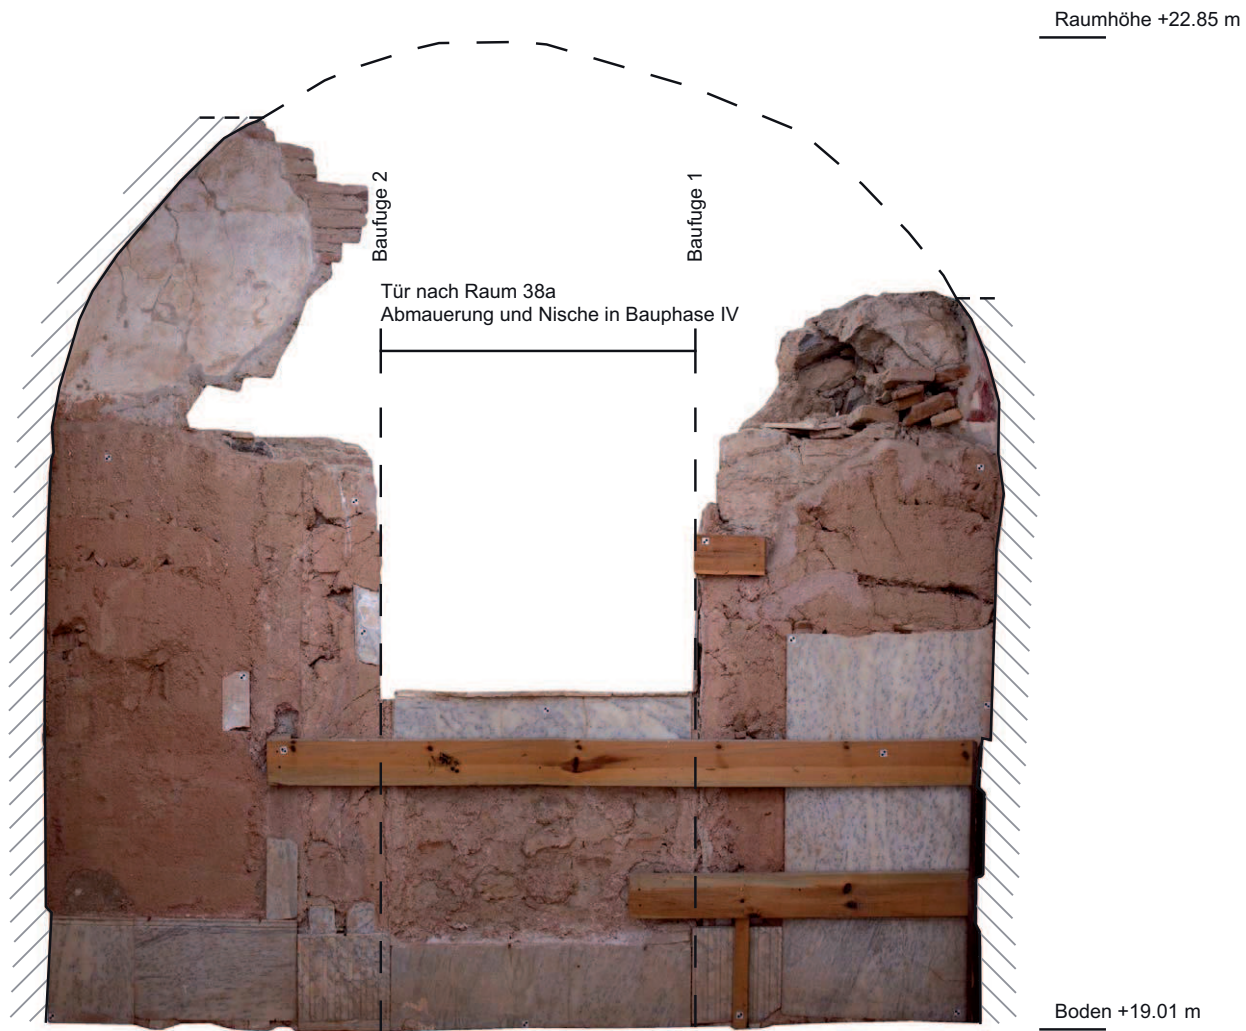 Raumhöhe +22.85 m
Baufuge 2
Baufuge 1
Tür nach Raum 38a
Abmauerung und Nische in Bauphase IV
Boden +19.01 m